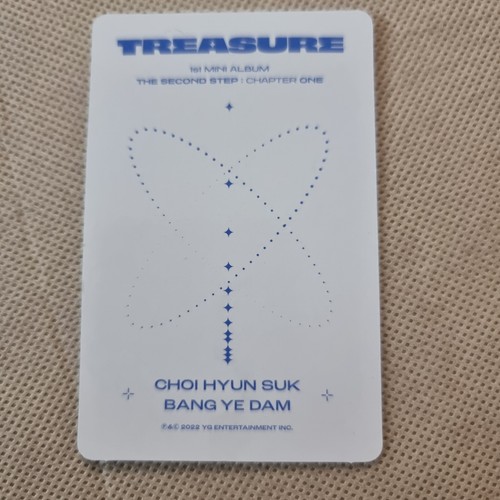 TREASURE
1st MINI ALBUM
THE SECOND STEP : CHAPTER ONE
CHOI HYUN SUK
BANG YE DAM
Ⓟ&© 2022 YG ENTERTAINMENT INC.